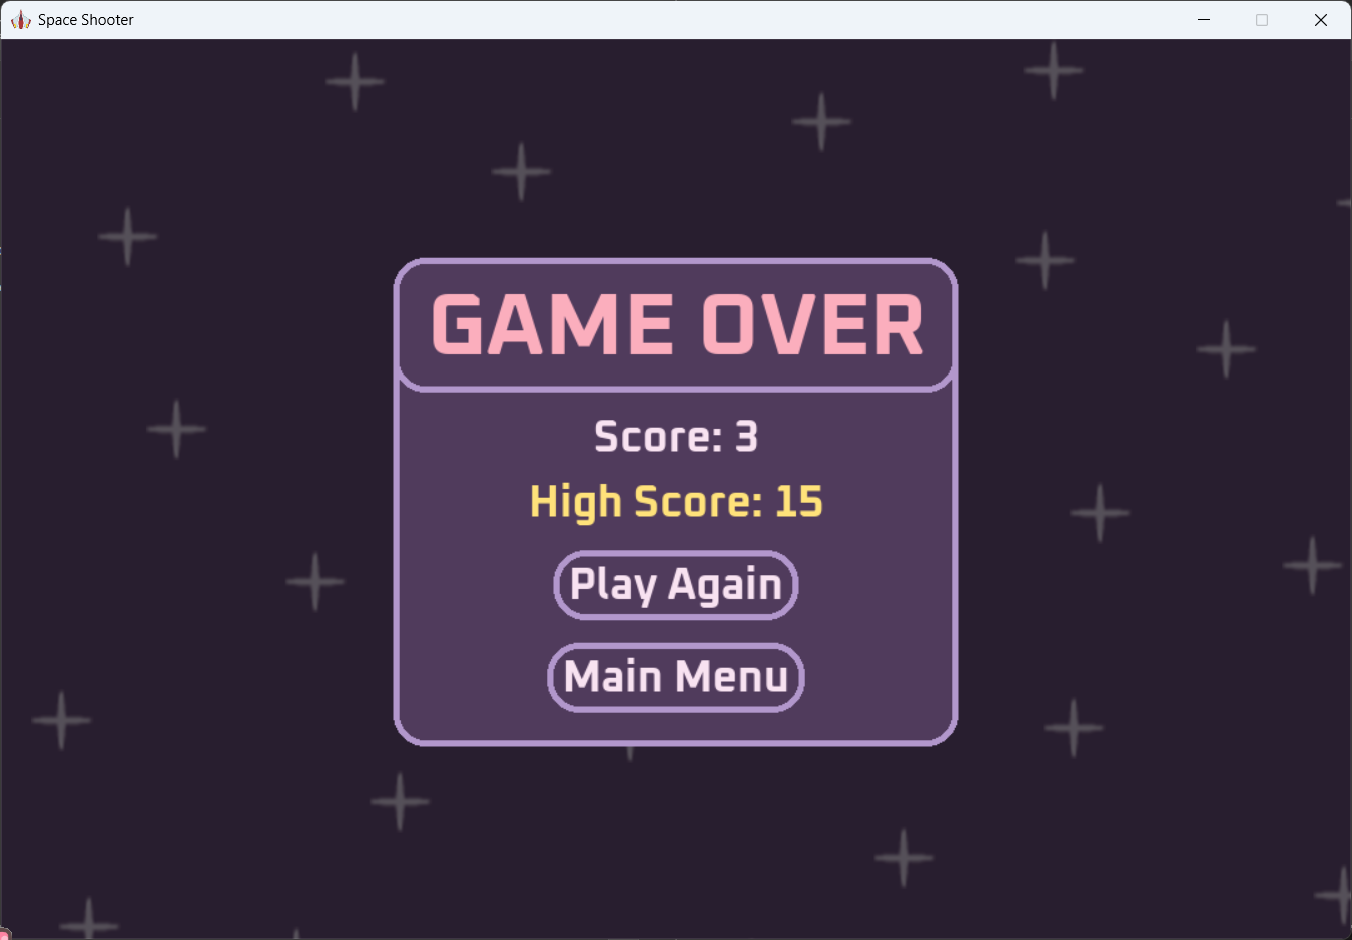 Space Shooter
GAME OVER
Score: 3
High Score: 15
Play Again
Main Menu